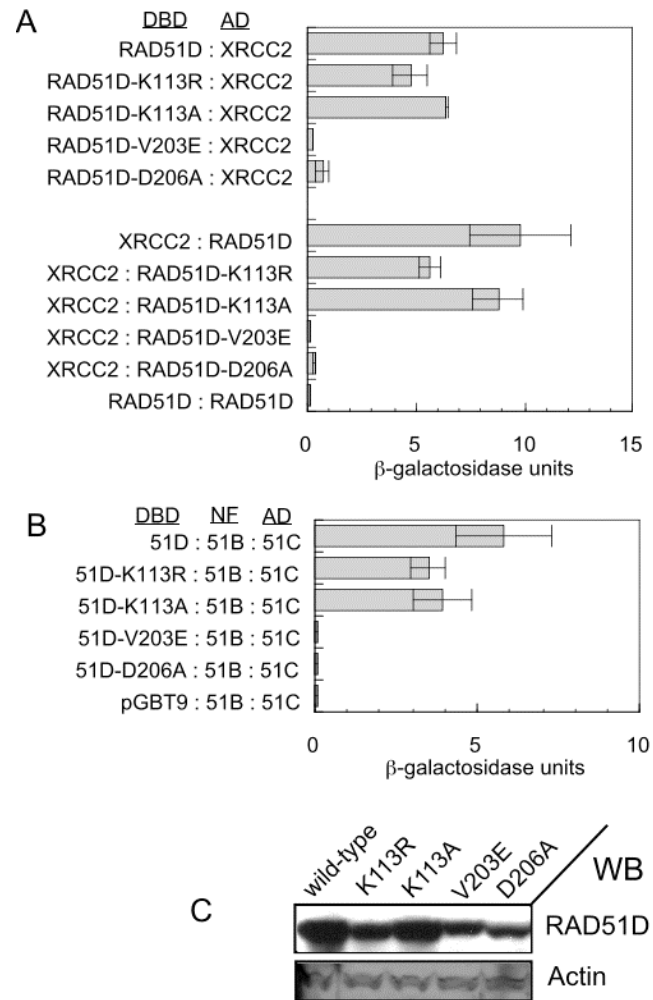 A
DBD AD
RAD51D : XRCC2
RAD51D-K113R : XRCC2
RAD51D-K113A : XRCC2
RAD51D-V203E : XRCC2
RAD51D-D206A : XRCC2
XRCC2 : RAD51D
XRCC2 : RAD51D-K113R
XRCC2 : RAD51D-K113A
XRCC2 : RAD51D-V203E
XRCC2 : RAD51D-D206A
RAD51D : RAD51D
0 5 10 15
β-galactosidase units
B
DBD NF AD
51D : 51B : 51C
51D-K113R : 51B : 51C
51D-K113A : 51B : 51C
51D-V203E : 51B : 51C
51D-D206A : 51B : 51C
pGBT9 : 51B : 51C
0 5 10
β-galactosidase units
C
wild-type K113R K113A V203E D206A
WB
RAD51D
Actin